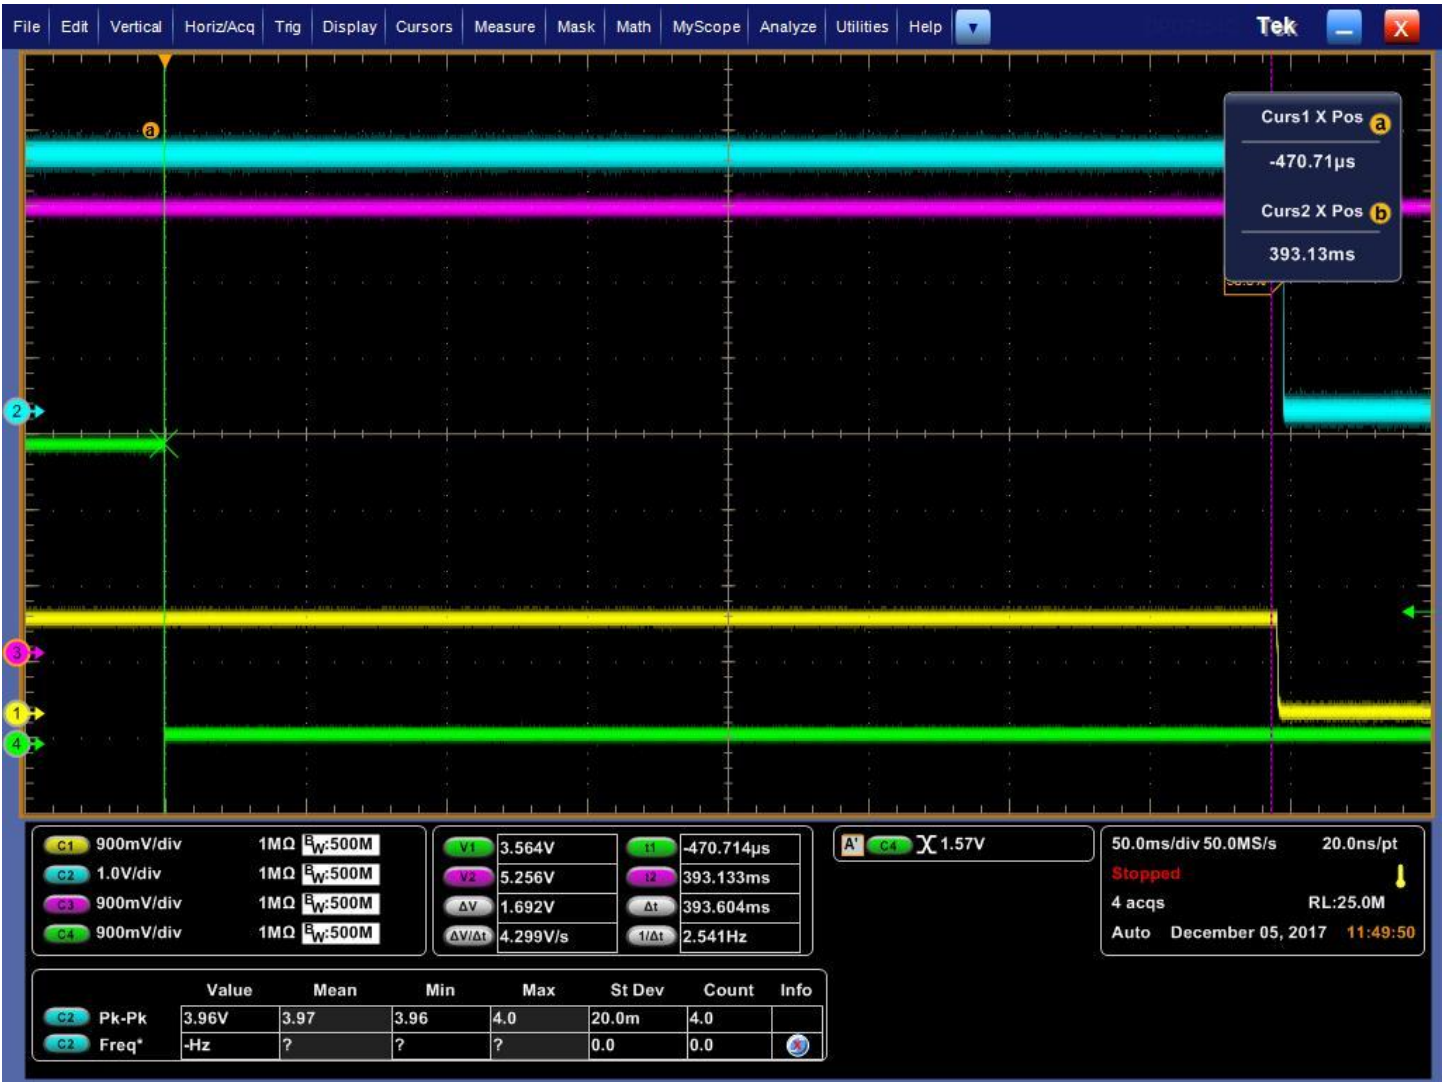 File Edit Vertical Horiz/Acq Trig Display Cursors Measure Mask Math MyScope Analyze Utilities Help Tek X
a
Curs1 X Pos a
-470.71µs
Curs2 X Pos b
393.13ms
2
3
1
4
C1 900mV/div 1MΩ BW:500M
C2 1.0V/div 1MΩ BW:500M
C3 900mV/div 1MΩ BW:500M
C4 900mV/div 1MΩ BW:500M
V1 3.564V t1 -470.714µs
V2 5.256V t2 393.133ms
ΔV 1.692V Δt 393.604ms
ΔV/Δt 4.299V/s 1/Δt 2.541Hz
A' C4 1.57V
50.0ms/div 50.0MS/s 20.0ns/pt
Stopped
4 acqs RL:25.0M
Auto December 05, 2017 11:49:50
Value Mean Min Max St Dev Count Info
C2 Pk-Pk 3.96V 3.97 3.96 4.0 20.0m 4.0
C2 Freq* -Hz ? ? ? 0.0 0.0